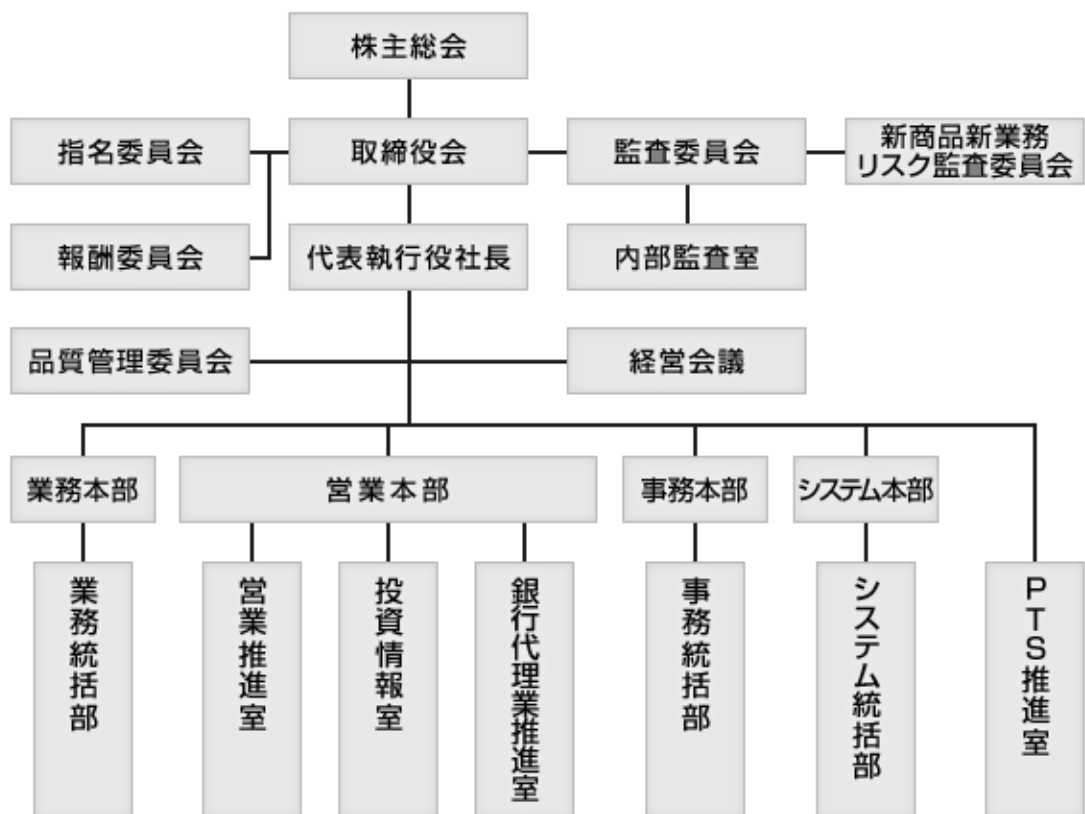 株主総会
指名委員会
取締役会
監査委員会
新商品新業務
リスク監査委員会
報酬委員会
代表執行役社長
内部監査室
品質管理委員会
経営会議
業務本部
営業本部
事務本部
システム本部
業務統括部
営業推進室
投資情報室
銀行代理業推進室
事務統括部
システム統括部
PTS推進室